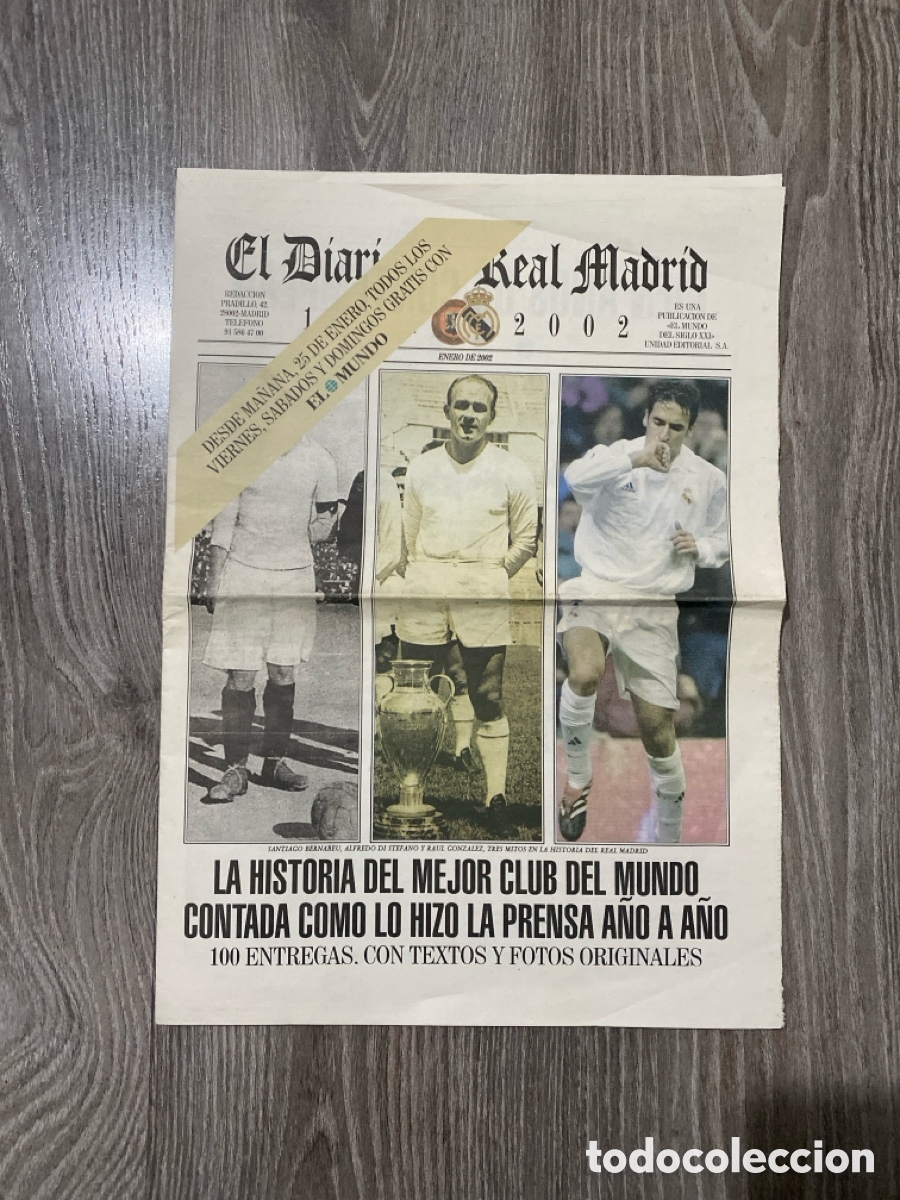 El Diari Real Madrid
REDACCION
PRADILLO, 42
28002-MADRID
TELEFONO
91 586 47 00
1 2002
ES UNA
PUBLICACION DE
«EL MUNDO
DEL SIGLO XXI»
UNIDAD EDITORIAL S.A.
ENERO DE 2002
DESDE MAÑANA, 25 DE ENERO, TODOS LOS
VIERNES, SABADOS Y DOMINGOS GRATIS CON
EL MUNDO
SANTIAGO BERNABEU, ALFREDO DI STEFANO Y RAUL GONZALEZ, TRES MITOS EN LA HISTORIA DEL REAL MADRID
LA HISTORIA DEL MEJOR CLUB DEL MUNDO
CONTADA COMO LO HIZO LA PRENSA AÑO A AÑO
100 ENTREGAS. CON TEXTOS Y FOTOS ORIGINALES
todocoleccion